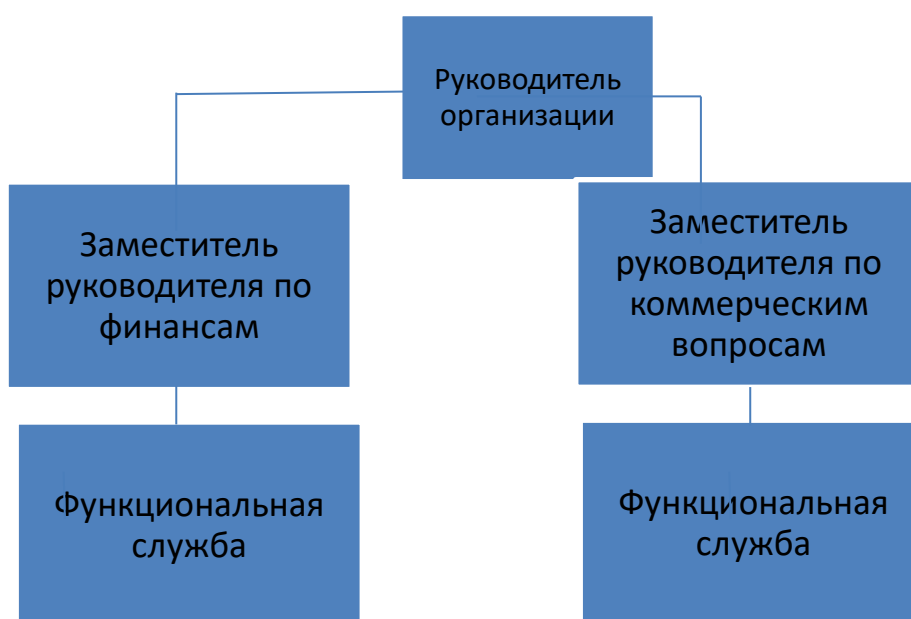 Руководитель
организации
Заместитель
руководителя по
финансам
Заместитель
руководителя по
коммерческим
вопросам
Функциональная
служба
Функциональная
служба